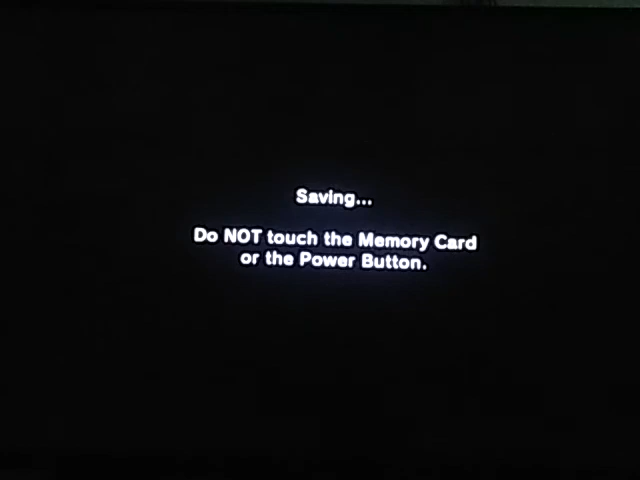 Saving...
Do NOT touch the Memory Card
or the Power Button.